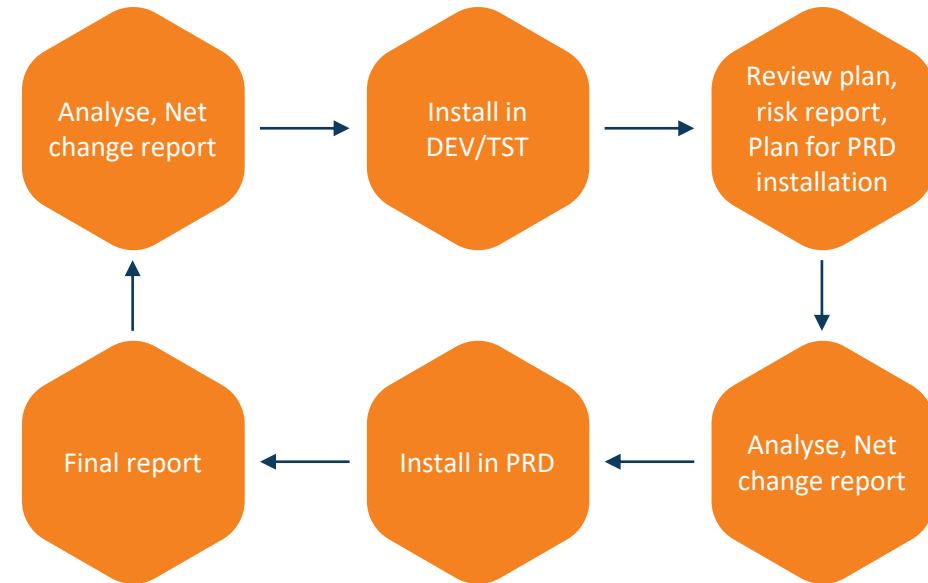 Analyse, Net
change report
Install in
DEV/TST
Review plan,
risk report,
Plan for PRD
installation
Final report
Install in PRD
Analyse, Net
change report